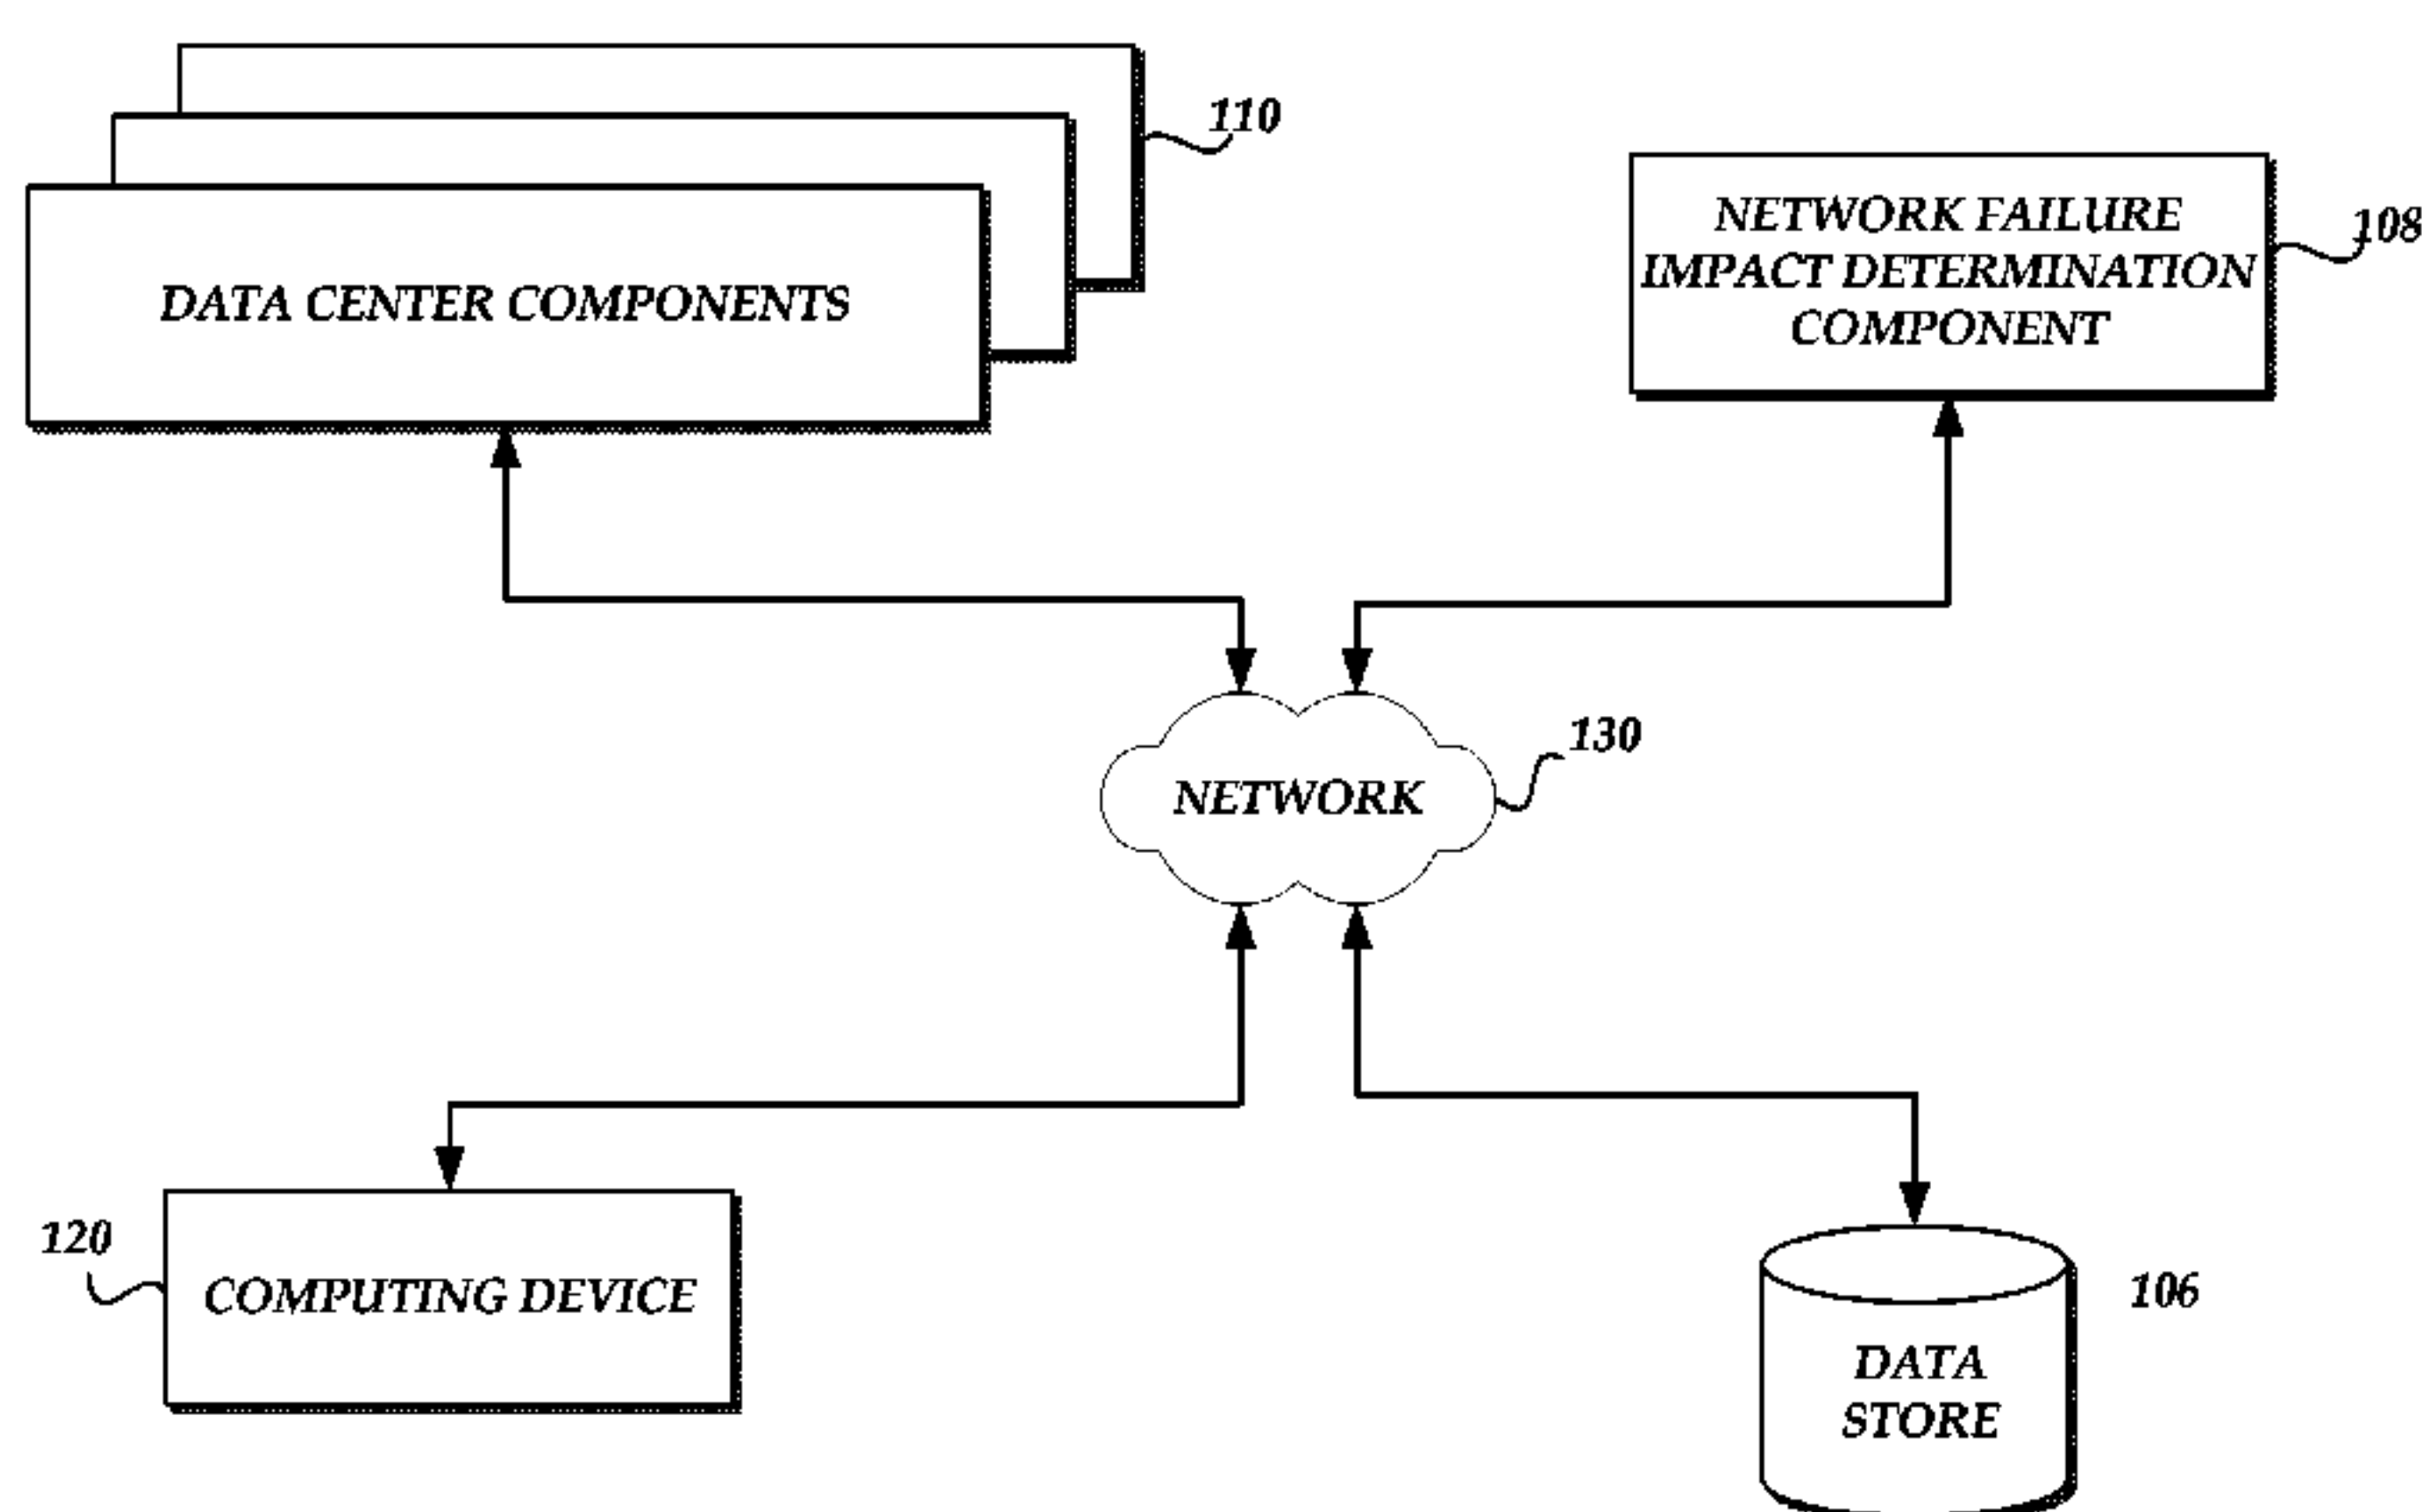 110
DATA CENTER COMPONENTS
NETWORK FAILURE
IMPACT DETERMINATION
COMPONENT
108
NETWORK
130
120
COMPUTING DEVICE
106
DATA
STORE